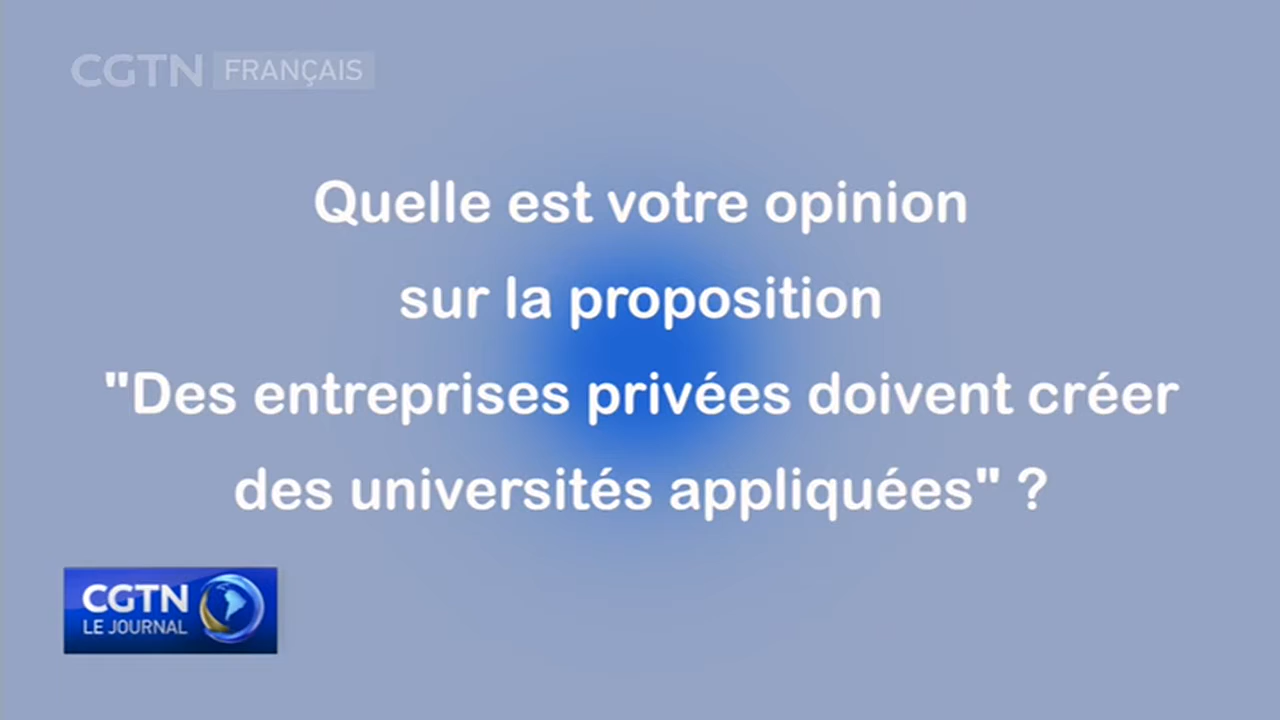 CGTN FRANÇAIS
Quelle est votre opinion
sur la proposition
"Des entreprises privées doivent créer
des universités appliquées" ?
CGTN
LE JOURNAL